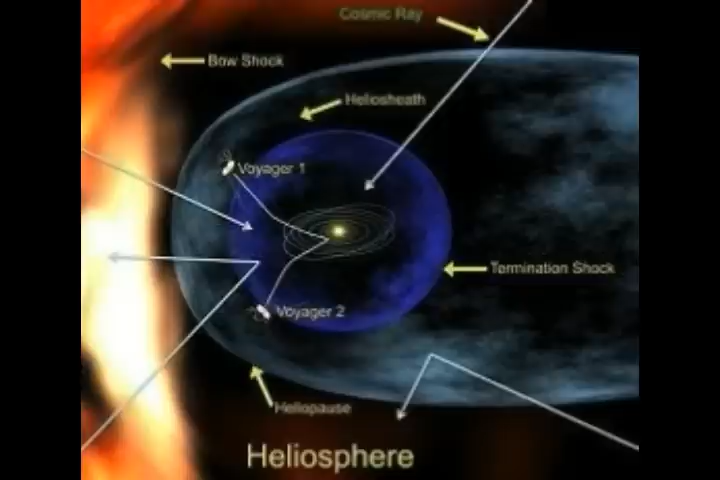 Cosmic Ray
Bow Shock
Heliosheath
Voyager 1
Termination Shock
Voyager 2
Heliopause
Heliosphere